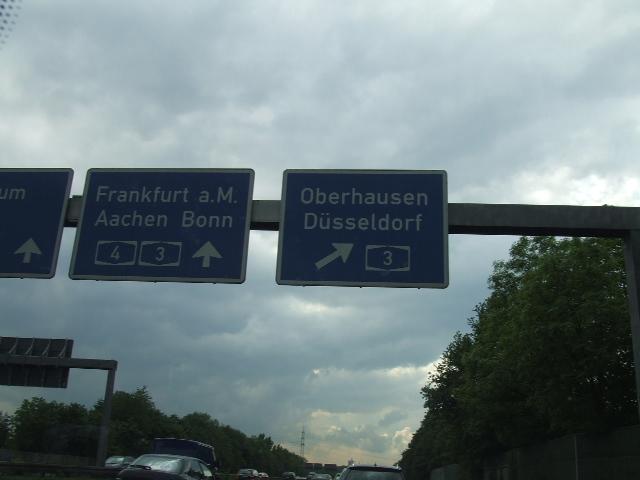 um
Frankfurt a.M.
Aachen Bonn
4 3
Oberhausen
Düsseldorf
3